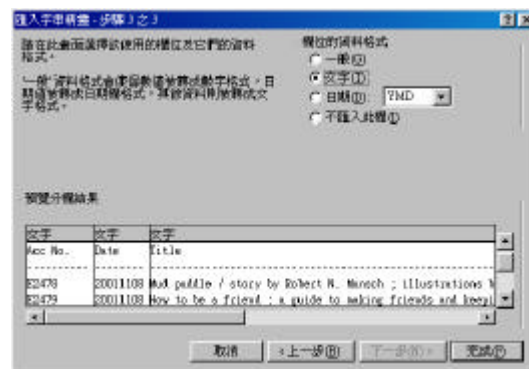 匯入字串精靈 - 步驟 3 之 3
請在此畫面選擇欲使用的欄位及它們的資料
格式。
'一般' 資料格式會使得數值被轉成數字格式，日
期值被轉成日期欄格式，其餘資料則被轉成文
字格式。
欄位的資料格式
一般(G)
文字(T)
日期(D): YMD
不匯入此欄(I)
預覽分欄結果
文字 文字 文字
Acc No. Date Title
E2478 20011108 Mud puddle / story by Robert N. Munsch ; illustrations
E2479 20011108 How to be a friend : a guide to making friends and keepi
取消 <上一步(B) 下一步(N)> 完成(F)